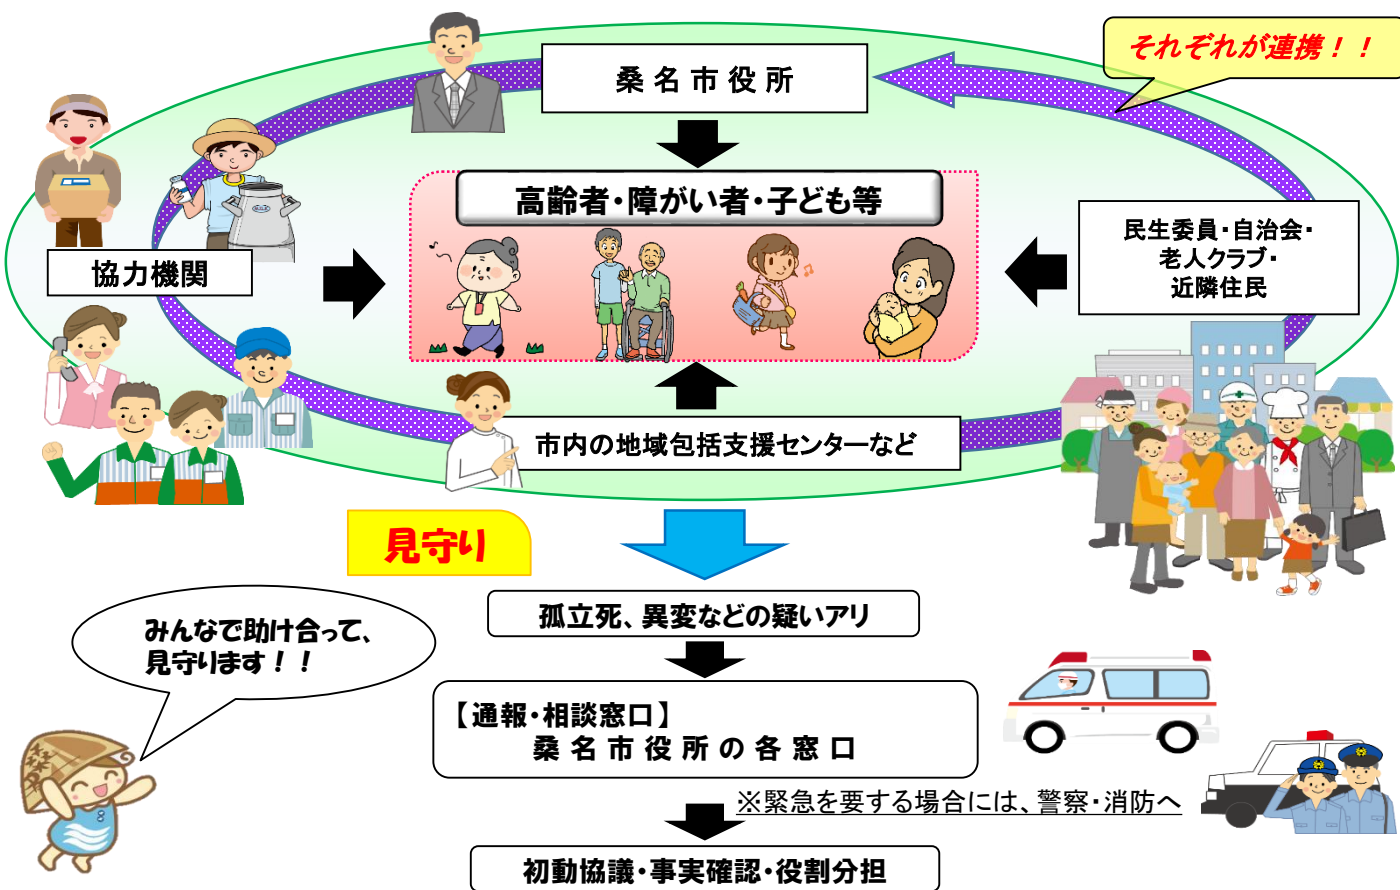 それぞれが連携！！
桑名市役所
高齢者・障がい者・子ども等
協力機関
民生委員・自治会・
老人クラブ・
近隣住民
市内の地域包括支援センターなど
見守り
孤立死、異変などの疑いアリ
みんなで助け合って、
見守ります！！
【通報・相談窓口】
桑名市役所の各窓口
※緊急を要する場合には、警察・消防へ
初動協議・事実確認・役割分担